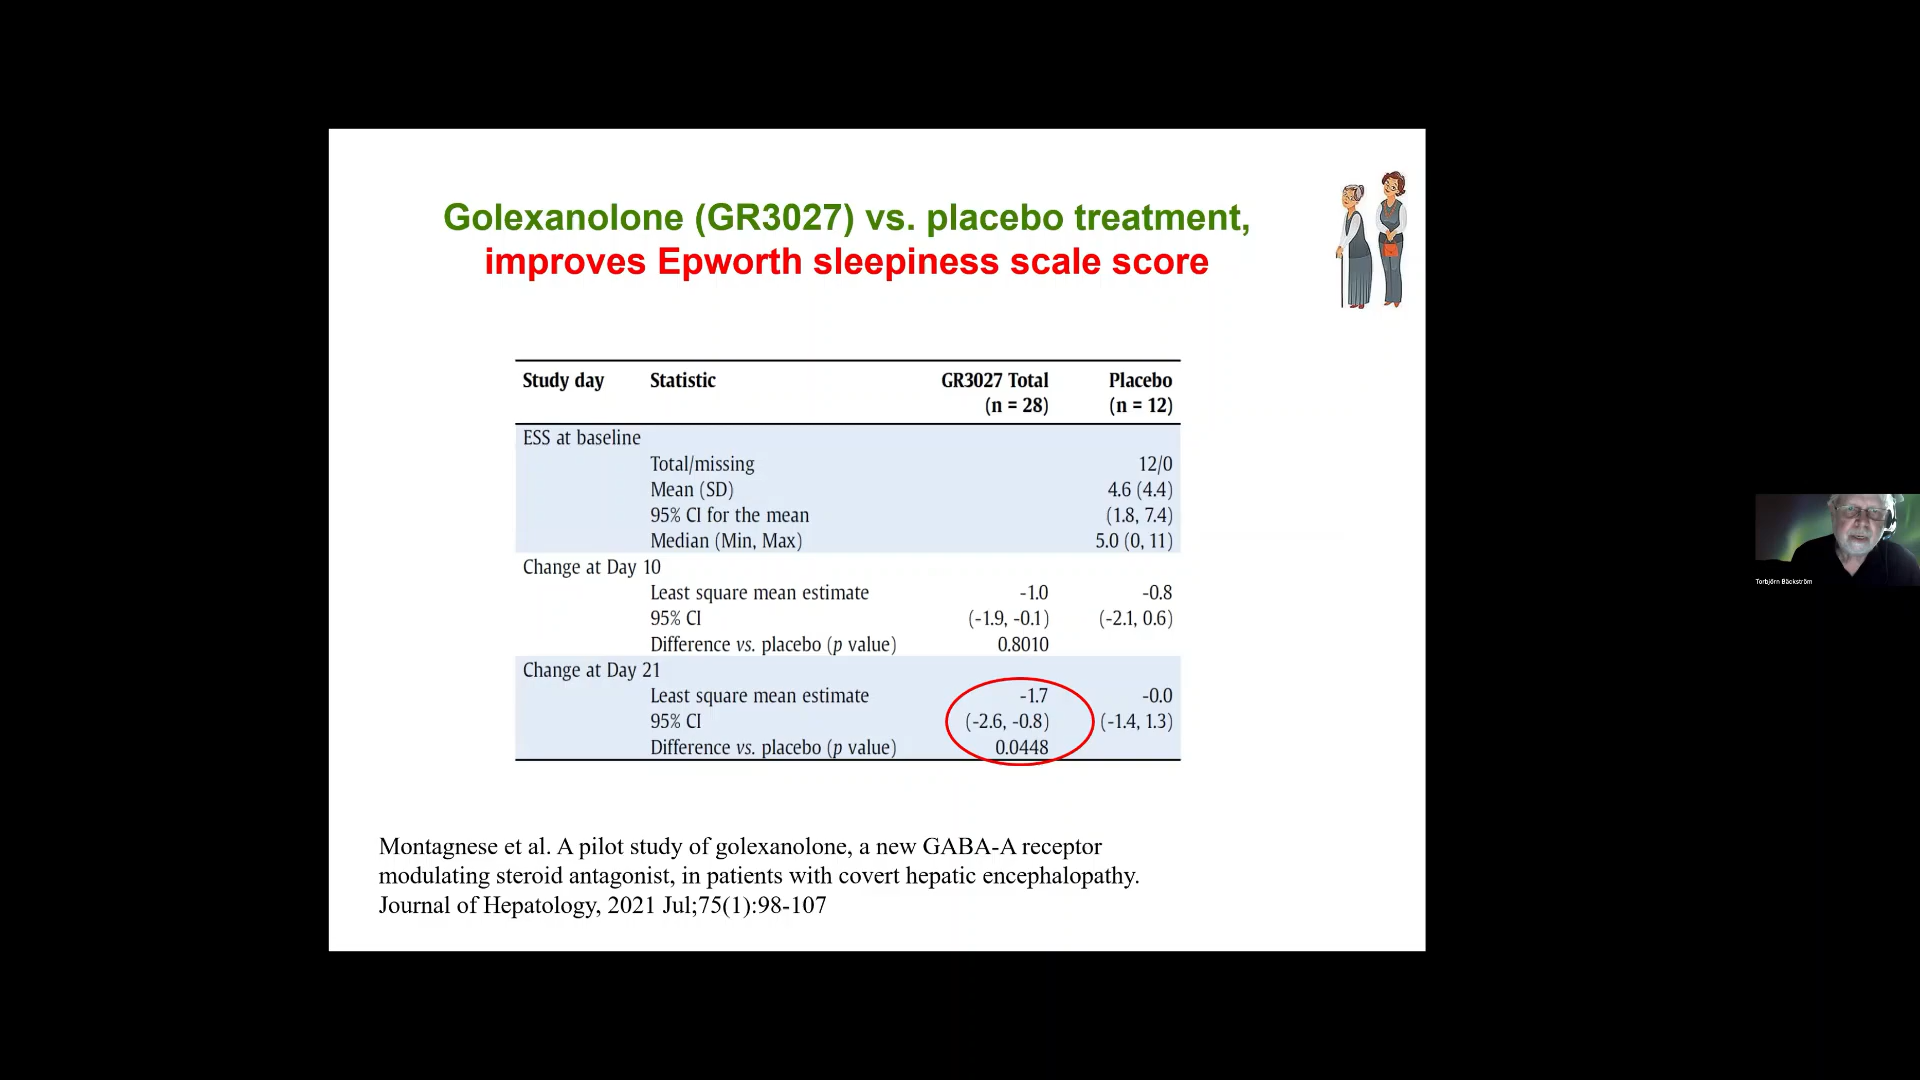 Golexanolone (GR3027) vs. placebo treatment,
improves Epworth sleepiness scale score
Study day Statistic GR3027 Total Placebo
(n = 28) (n = 12)
ESS at baseline
Total/missing 12/0
Mean (SD) 4.6 (4.4)
95% CI for the mean (1.8, 7.4)
Median (Min, Max) 5.0 (0, 11)
Change at Day 10
Least square mean estimate -1.0 -0.8
95% CI (-1.9, -0.1) (-2.1, 0.6)
Difference vs. placebo (p value) 0.8010
Change at Day 21
Least square mean estimate -1.7 -0.0
95% CI (-2.6, -0.8) (-1.4, 1.3)
Difference vs. placebo (p value) 0.0448
Montagnese et al. A pilot study of golexanolone, a new GABA-A receptor
modulating steroid antagonist, in patients with covert hepatic encephalopathy.
Journal of Hepatology, 2021 Jul;75(1):98-107
Torbjörn Bäckström